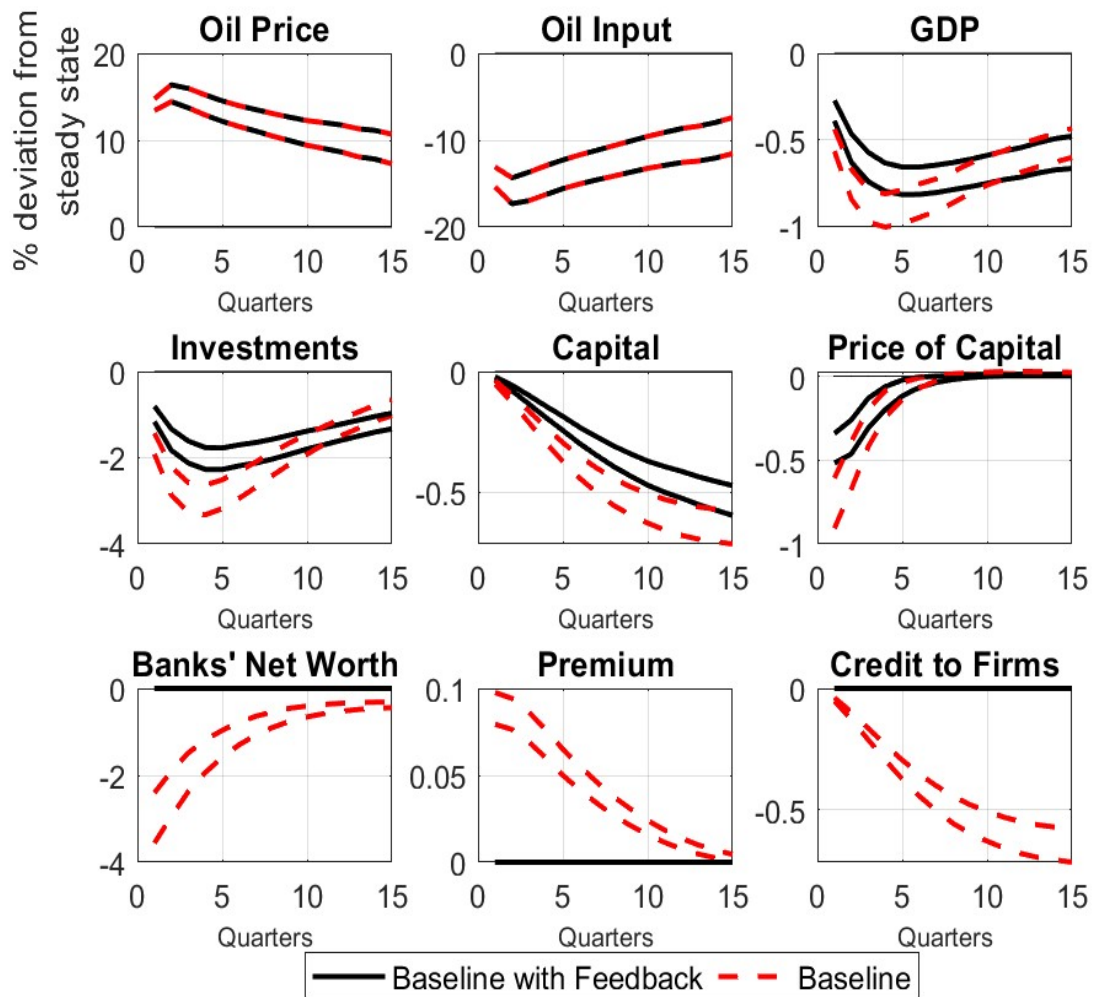 % deviation from
steady state
Oil Price
Oil Input
GDP
20
10
0
0 5 10 15
Quarters
0
-10
-20
0 5 10 15
Quarters
0
-0.5
-1
0 5 10 15
Quarters
Investments
Capital
Price of Capital
0
-2
-4
0 5 10 15
Quarters
0
-0.5
0 5 10 15
Quarters
0
-0.5
-1
0 5 10 15
Quarters
Banks' Net Worth
Premium
Credit to Firms
0
-2
-4
0 5 10 15
Quarters
0.1
0.05
0
0 5 10 15
Quarters
0
-0.5
0 5 10 15
Quarters
Baseline with Feedback Baseline